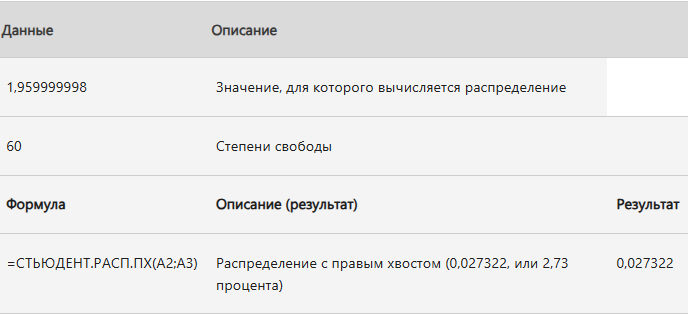 Данные Описание
1,959999998 Значение, для которого вычисляется распределение
60 Степени свободы
Формула Описание (результат) Результат
=СТЬЮДЕНТ.РАСП.ПХ(A2;A3) Распределение с правым хвостом (0,027322, или 2,73 0,027322
процента)